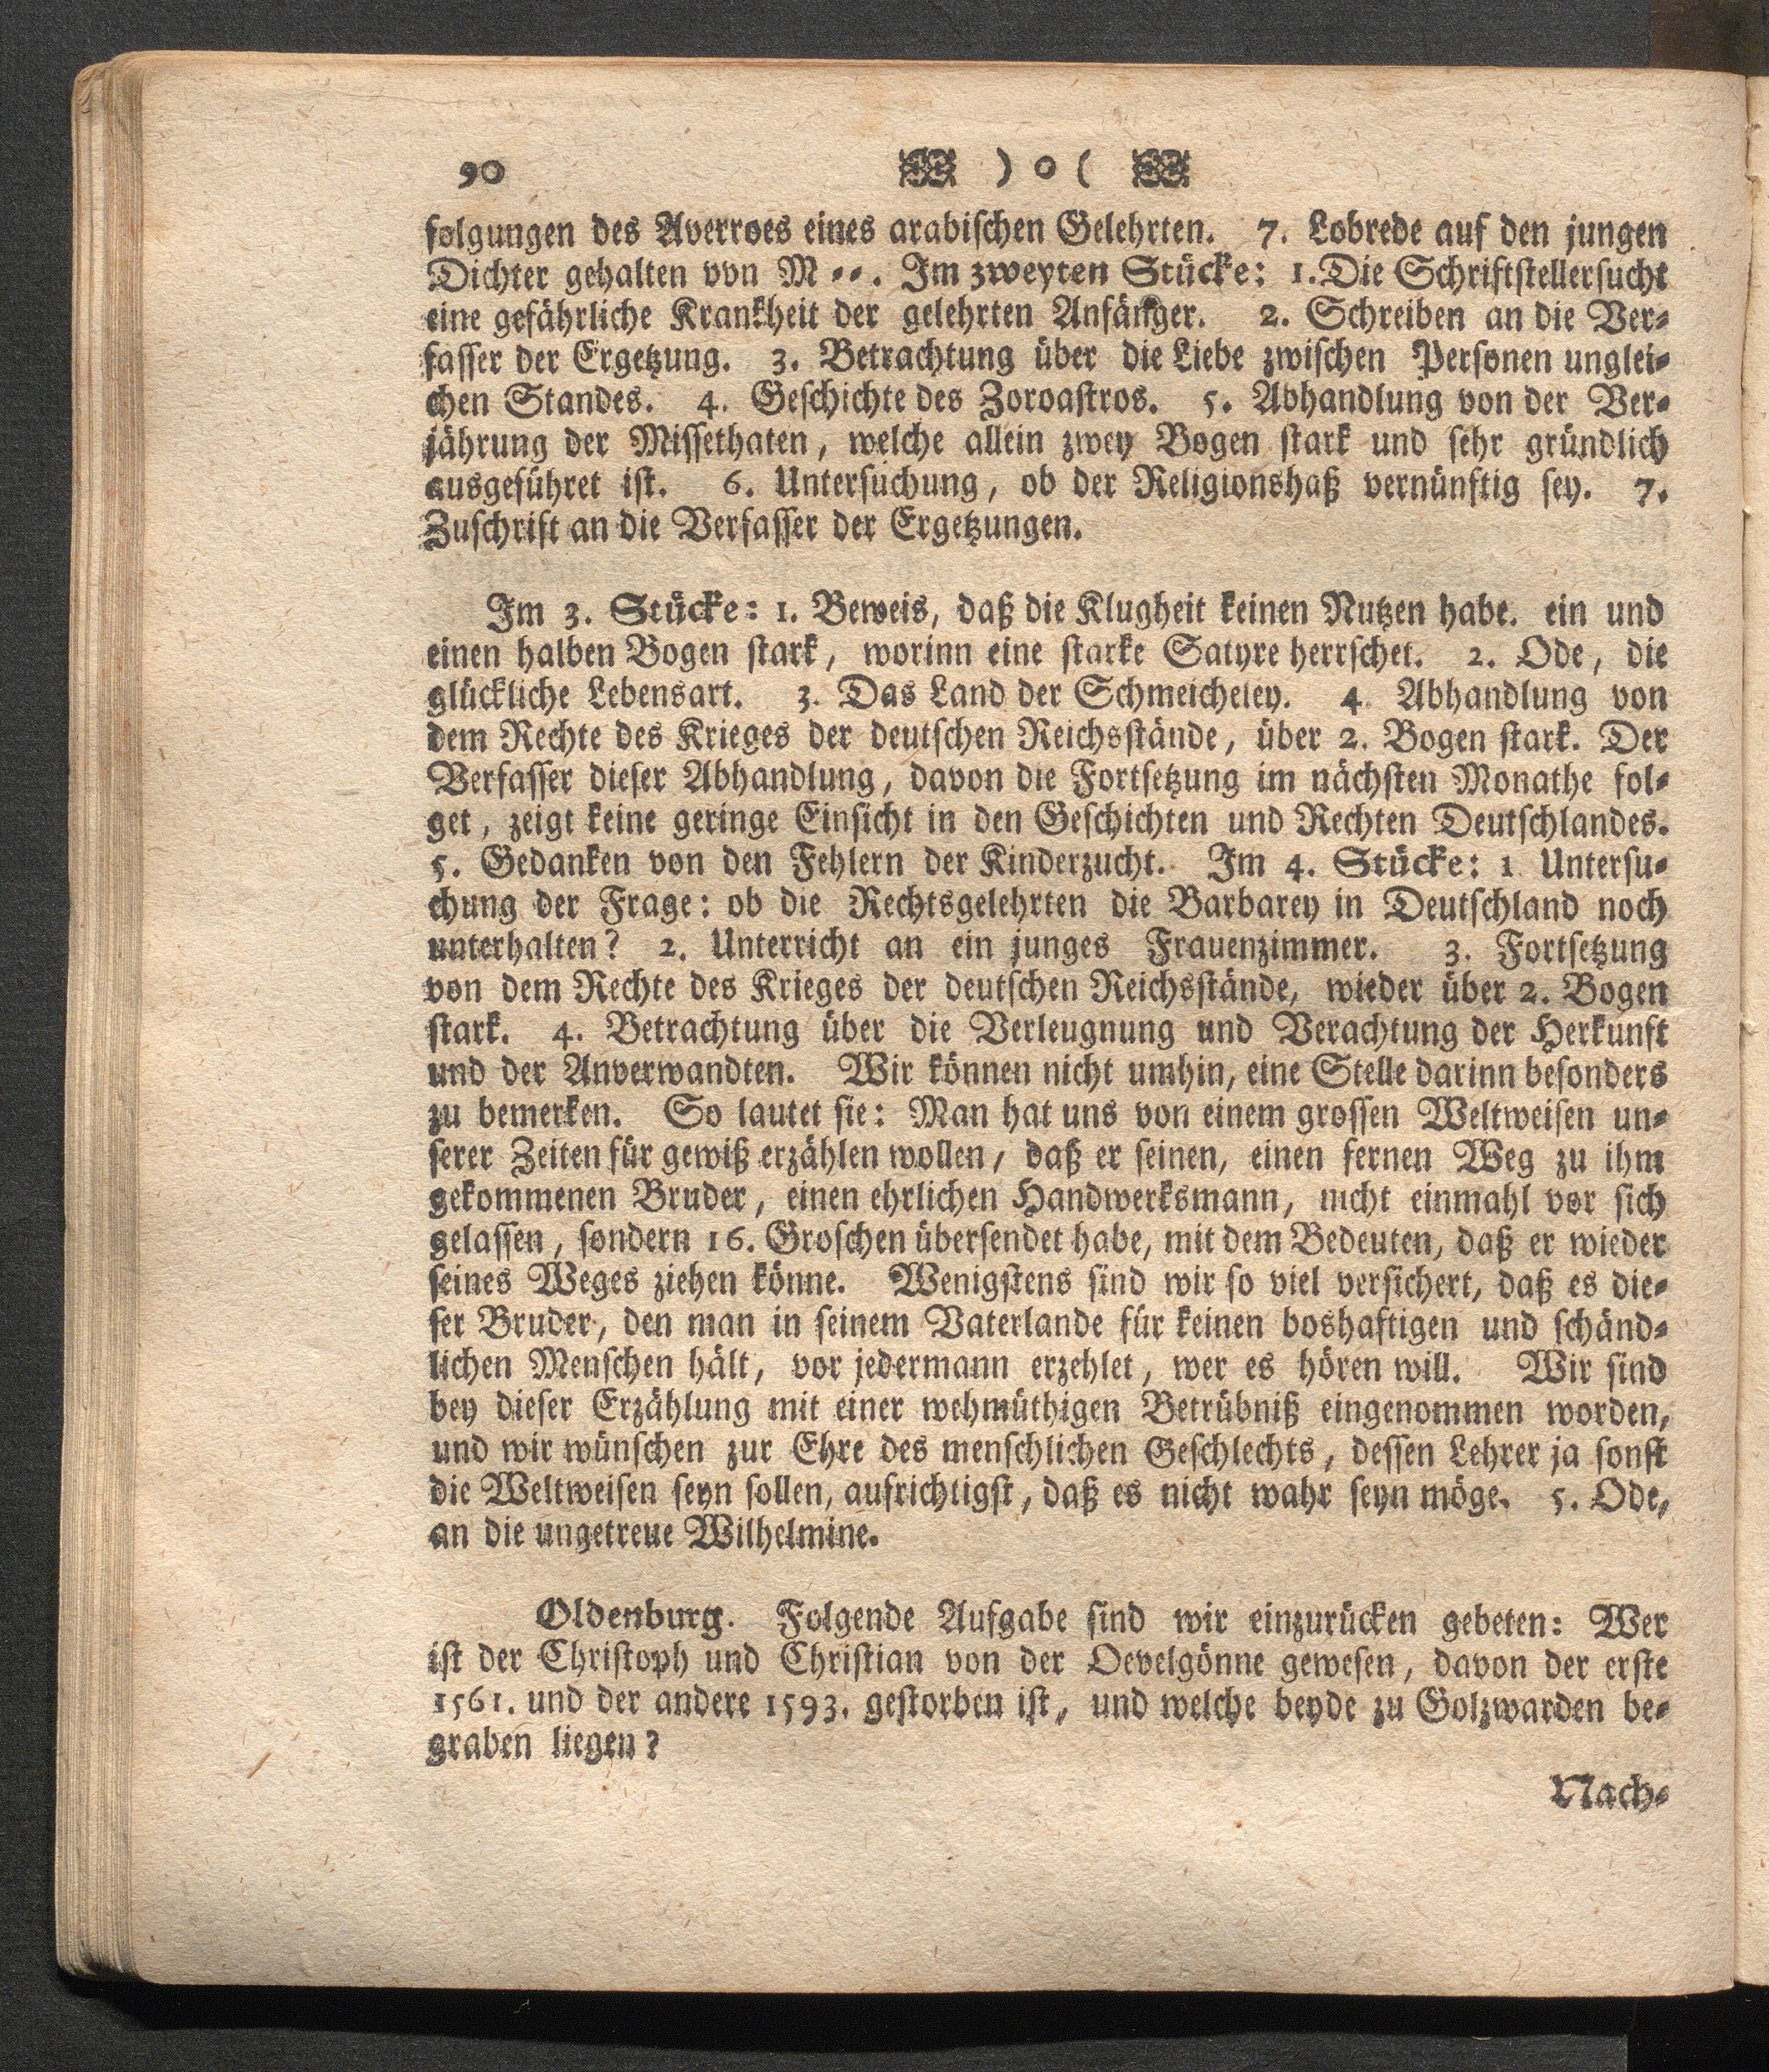 90 ) o (
folgungen des Averroes eines arabischen Gelehrten. 7. Lobrede auf den jungen
Dichter gehalten von M ⸗⸗. Im zweyten Stücke: 1. Die Schriftstellersucht
eine gefährliche Krankheit der gelehrten Anfänger. 2. Schreiben an die Ver⸗
fasser der Ergetzung. 3. Betrachtung über die Liebe zwischen Personen unglei⸗
chen Standes. 4. Geschichte des Zoroastros. 5. Abhandlung von der Ver⸗
jährung der Missethaten, welche allein zwey Bogen stark und sehr gründlich
ausgeführet ist. 6. Untersuchung, ob der Religionshaß vernünftig sey. 7.
Zuschrift an die Verfasser der Ergetzungen.
Im 3. Stücke: 1. Beweis, daß die Klugheit keinen Nutzen habe. ein und
einen halben Bogen stark, worinn eine starke Satyre herrschet. 2. Ode, die
glückliche Lebensart. 3. Das Land der Schmeicheley. 4 Abhandlung von
dem Rechte des Krieges der deutschen Reichsstände, über 2. Bogen stark. Der
Verfasser dieser Abhandlung, davon die Fortsetzung im nächsten Monathe fol⸗
get, zeigt keine geringe Einsicht in den Geschichten und Rechten Deutschlandes.
5. Gedanken von den Fehlern der Kinderzucht. Im 4. Stücke: 1 Untersu⸗
chung der Frage: ob die Rechtsgelehrten die Barbarey in Deutschland noch
unterhalten? 2. Unterricht an ein junges Frauenzimmer. 3. Fortsetzung
von dem Rechte des Krieges der deutschen Reichsstände, wieder über 2. Bogen
stark. 4. Betrachtung über die Verleugnung und Verachtung der Herkunft
und der Anverwandten. Wir können nicht umhin, eine Stelle darinn besonders
zu bemerken. So lautet sie: Man hat uns von einem grossen Weltweisen un⸗
serer Zeiten für gewiß erzählen wollen, daß er seinen, einen fernen Weg zu ihm
gekommenen Bruder, einen ehrlichen Handwerksmann, nicht einmahl vor sich
gelassen, sondern 16. Groschen übersendet habe, mit dem Bedeuten, daß er wieder
seines Weges ziehen könne. Wenigstens sind wir so viel versichert, daß es die⸗
ser Bruder, den man in seinem Vaterlande für keinen boshaftigen und schänd⸗
lichen Menschen hält, vor jedermann erzehlet, wer es hören will. Wir sind
bey dieser Erzählung mit einer wehmüthigen Betrübniß eingenommen worden,
und wir wünschen zur Ehre des menschlichen Geschlechts, dessen Lehrer ja sonst
die Weltweisen seyn sollen, aufrichtigst, daß es nicht wahr seyn möge. 5. Ode,
an die ungetreue Wilhelmine.
Oldenburg. Folgende Aufgabe sind wir einzurücken gebeten: Wer
ist der Christoph und Christian von der Oevelgönne gewesen, davon der erste
1561. und der andere 1593. gestorben ist, und welche beyde zu Golzwarden be⸗
graben liegen?
Nach⸗